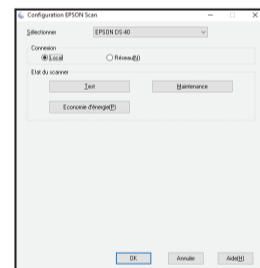 Configuration EPSON Scan
Sélectionner EPSON DS-40
Connexion
Local Réseau(N)
Etat du scanner
Test Maintenance
Economie d'énergie(P)
OK Annuler Aide(H)